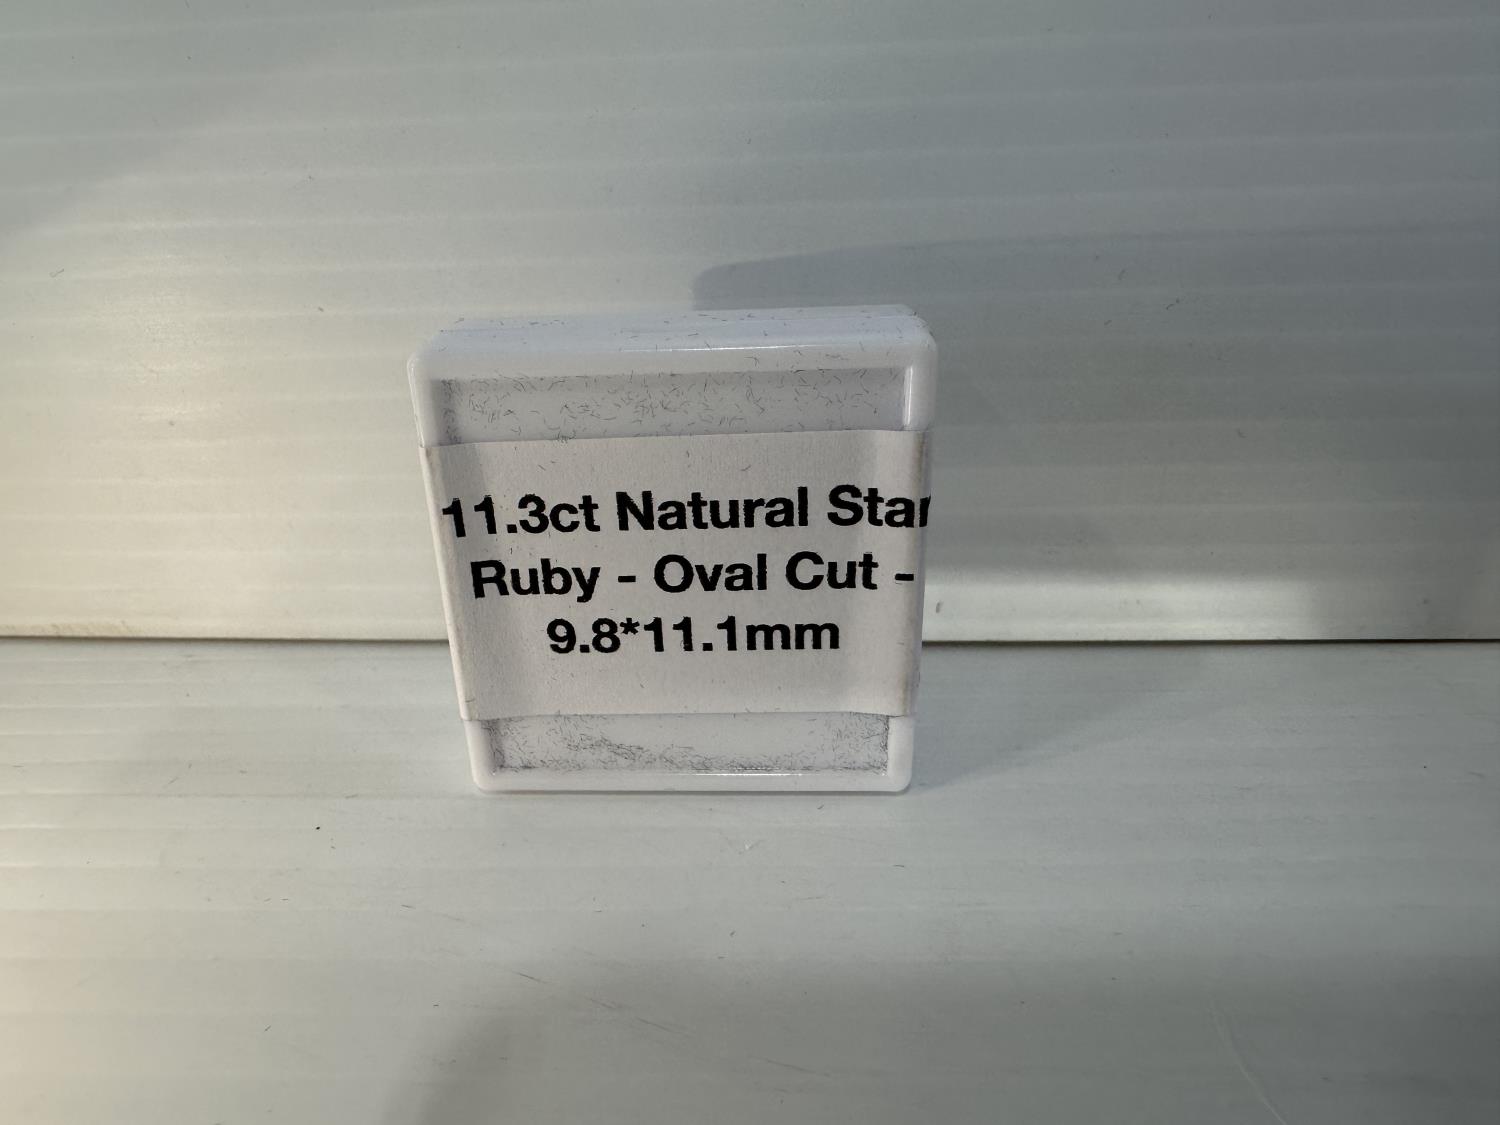 11.3ct Natural Star
Ruby - Oval Cut -
9.8*11.1mm